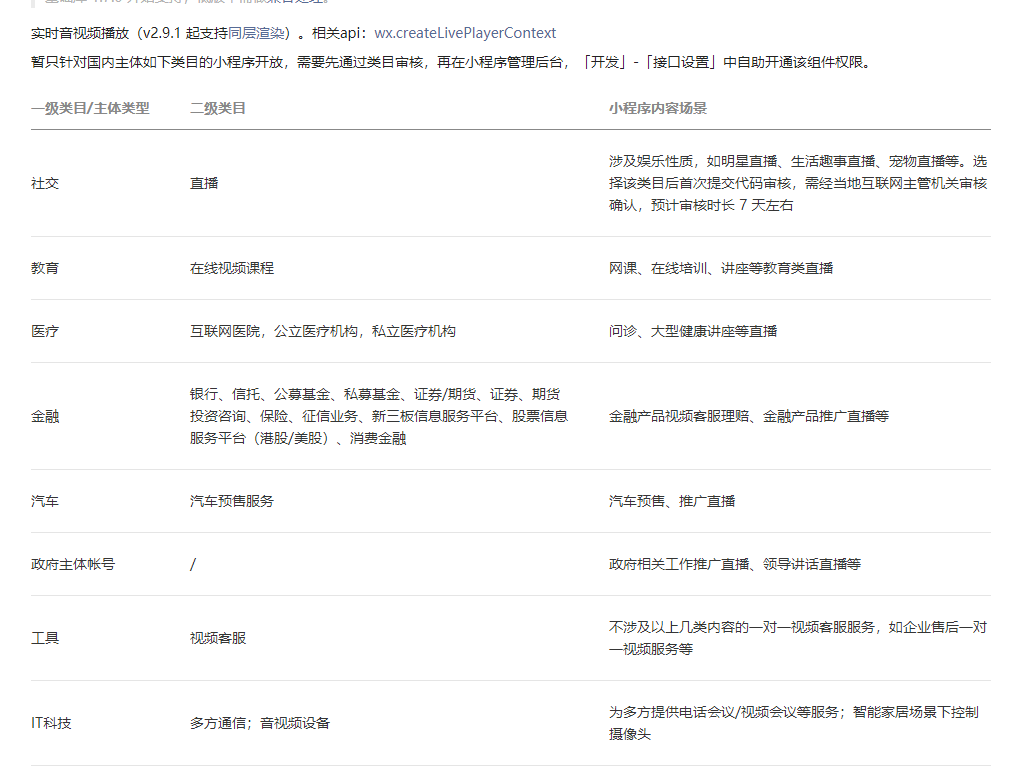 实时音视频播放（v2.9.1 起支持同层渲染）。相关api：wx.createLivePlayerContext
暂只针对国内主体如下类目的小程序开放，需要先通过类目审核，再在小程序管理后台，「开发」-「接口设置」中自助开通该组件权限。
一级类目/主体类型 二级类目 小程序内容场景
社交 直播
涉及娱乐性质，如明星直播、生活趣事直播、宠物直播等。选
择该类目后首次提交代码审核，需经当地互联网主管机关审核
确认，预计审核时长 7 天左右
教育 在线视频课程 网课、在线培训、讲座等教育类直播
医疗 互联网医院，公立医疗机构，私立医疗机构 问诊、大型健康讲座等直播
金融
银行、信托、公募基金、私募基金、证券/期货、证券、期货
投资咨询、保险、征信业务、新三板信息服务平台、股票信息
服务平台（港股/美股）、消费金融
金融产品视频客服理赔、金融产品推广直播等
汽车 汽车预售服务 汽车预售、推广直播
政府主体帐号 / 政府相关工作推广直播、领导讲话直播等
工具 视频客服
不涉及以上几类内容的一对一视频客服服务，如企业售后一对
一视频服务等
IT科技 多方通信；音视频设备
为多方提供电话会议/视频会议等服务；智能家居场景下控制
摄像头